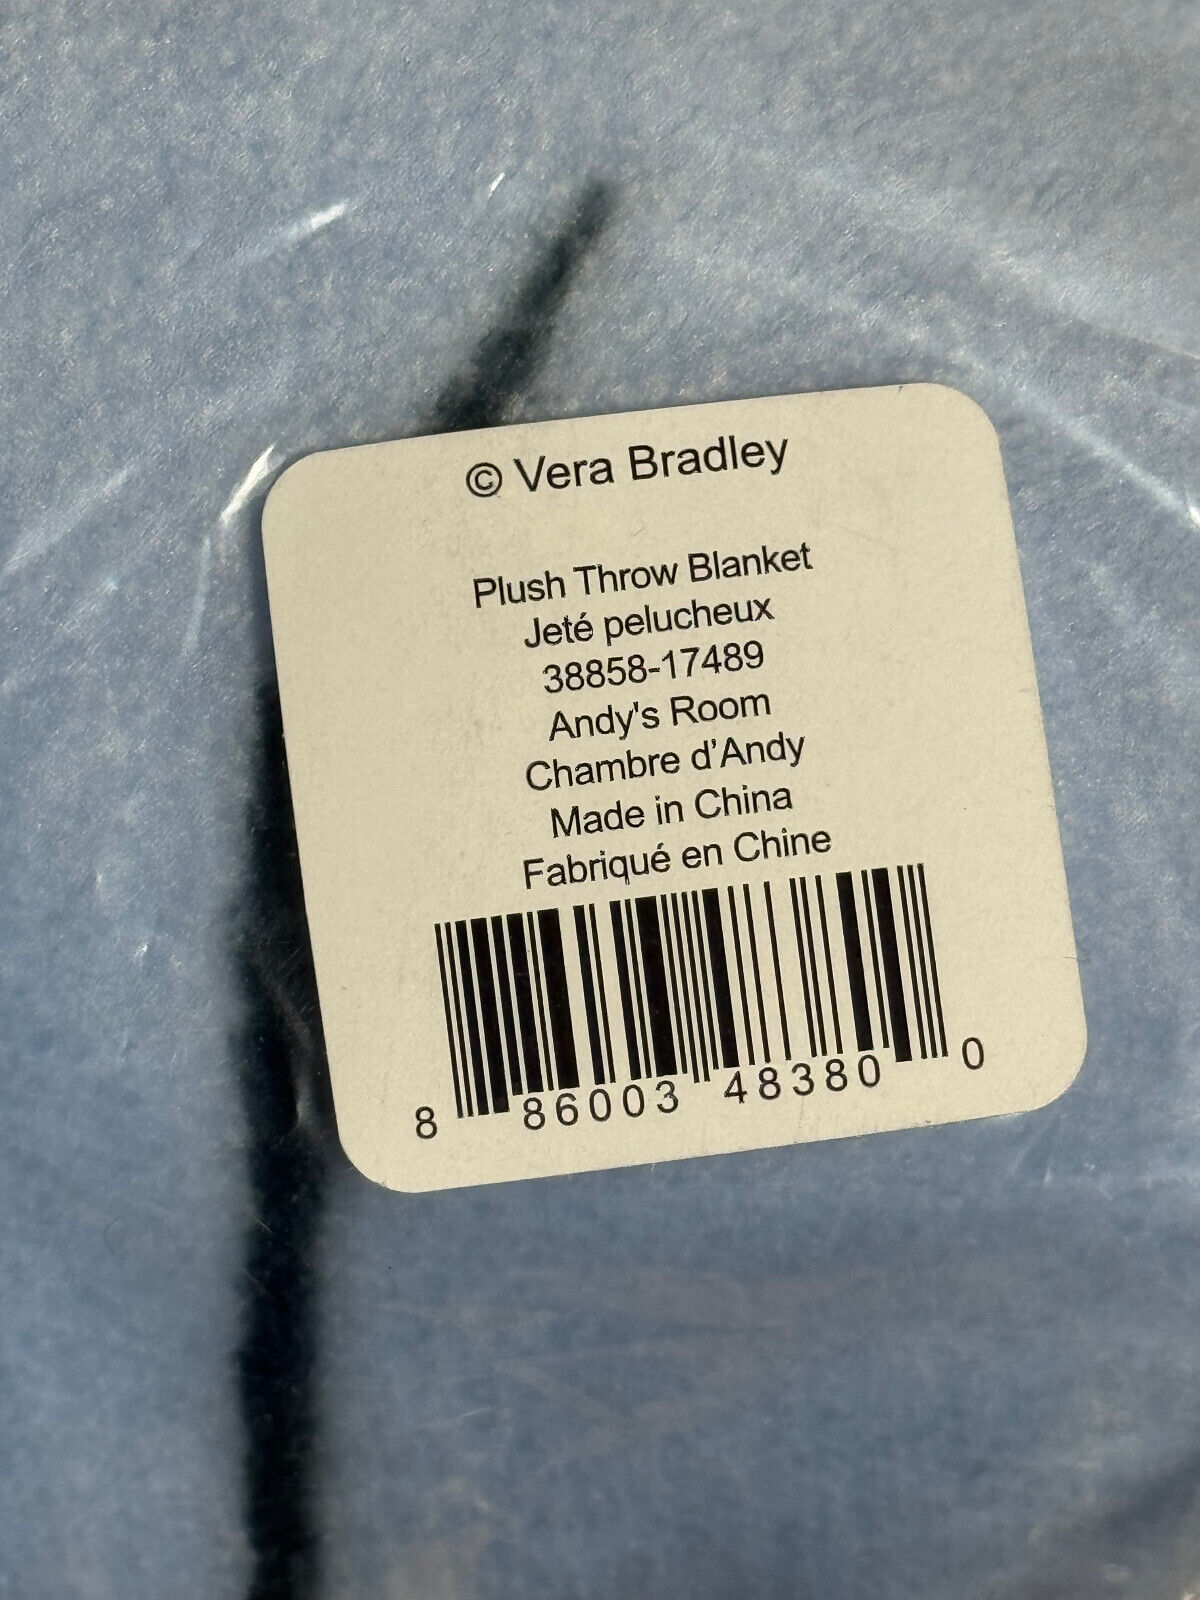 © Vera Bradley
Plush Throw Blanket
Jeté pelucheux
38858-17489
Andy's Room
Chambre d'Andy
Made in China
Fabriqué en Chine
8 86003 48380 0